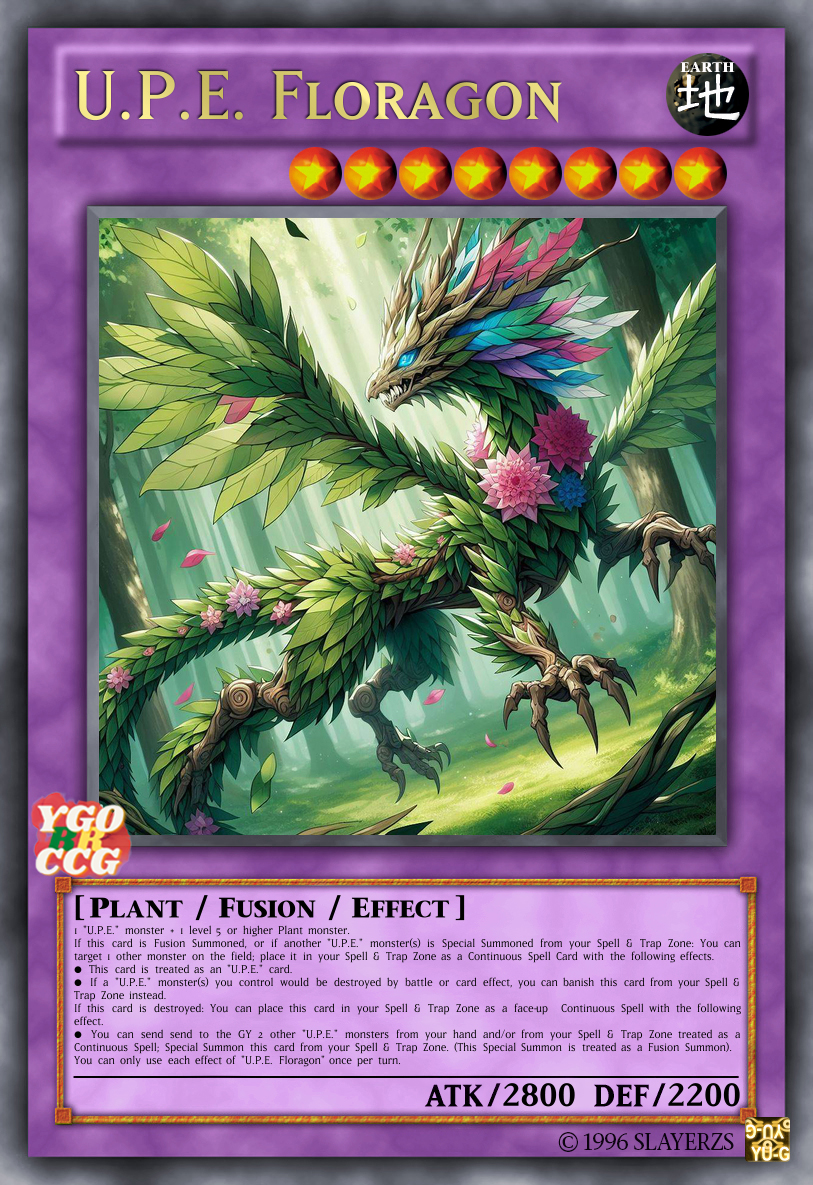 U.P.E. Floragon
EARTH
地
YGO
RR
CCG
[ Plant / Fusion / Effect ]
1 "U.P.E." monster + 1 level 5 or higher Plant monster.
If this card is Fusion Summoned, or if another "U.P.E." monster(s) is Special Summoned from your Spell & Trap Zone: You can
target 1 other monster on the field; place it in your Spell & Trap Zone as a Continuous Spell Card with the following effects.
● This card is treated as an "U.P.E." card.
● If a "U.P.E." monster(s) you control would be destroyed by battle or card effect, you can banish this card from your Spell &
Trap Zone instead.
If this card is destroyed: You can place this card in your Spell & Trap Zone as a face-up Continuous Spell with the following
effect.
● You can send send to the GY 2 other "U.P.E." monsters from your hand and/or from your Spell & Trap Zone treated as a
Continuous Spell; Special Summon this card from your Spell & Trap Zone. (This Special Summon is treated as a Fusion Summon).
You can only use each effect of "U.P.E. Floragon" once per turn.
ATK/2800 DEF/2200
© 1996 SLAYERZS